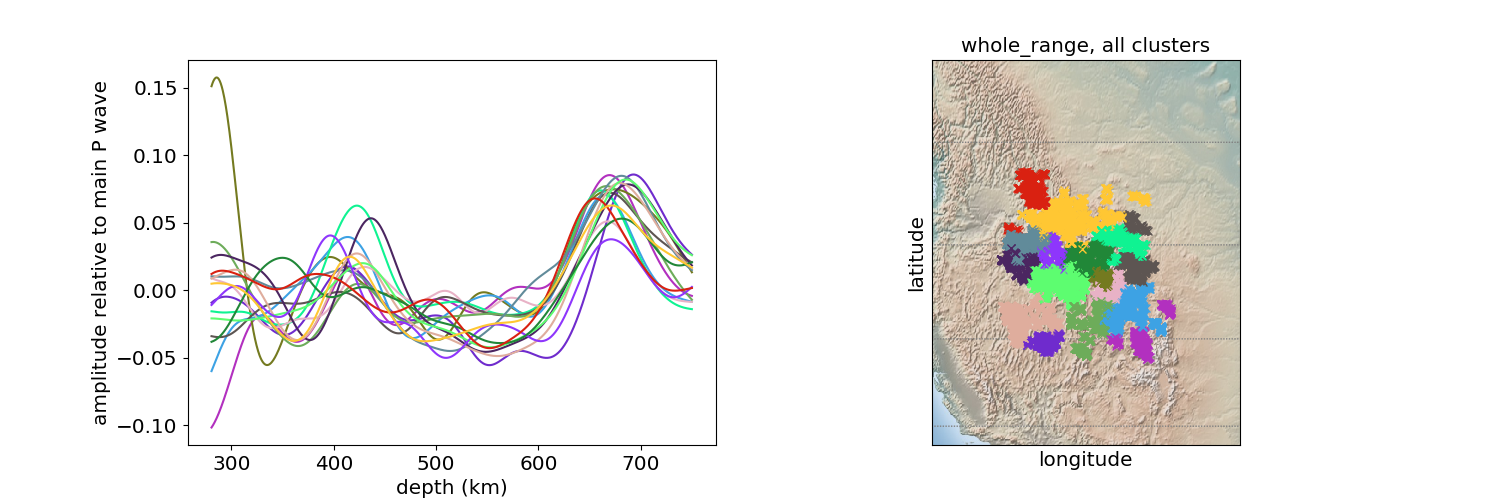 whole_range, all clusters
0.15
0.10
0.05
0.00
−0.05
−0.10
amplitude relative to main P wave
300 400 500 600 700
depth (km)
latitude
longitude